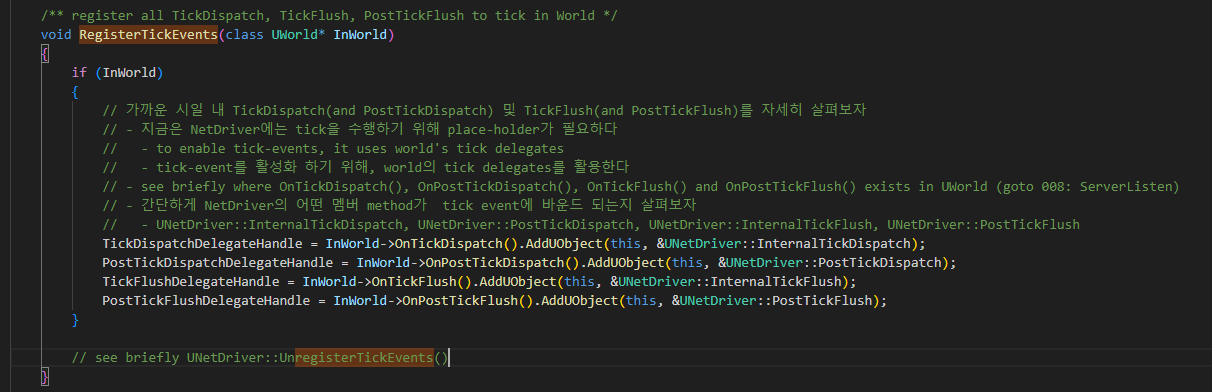 /** register all TickDispatch, TickFlush, PostTickFlush to tick in World */
void RegisterTickEvents(class UWorld* InWorld)
{
if (InWorld)
{
// 가까운 시일 내 TickDispatch(and PostTickDispatch) 및 TickFlush(and PostTickFlush)를 자세히 살펴보자
// - 지금은 NetDriver에는 tick을 수행하기 위해 place-holder가 필요하다
//   - to enable tick-events, it uses world's tick delegates
//   - tick-event를 활성화 하기 위해, world의 tick delegates를 활용한다
// - see briefly where OnTickDispatch(), OnPostTickDispatch(), OnTickFlush() and OnPostTickFlush() exists in UWorld (goto 008: ServerListen)
// - 간단하게 NetDriver의 어떤 멤버 method가  tick event에 바운드 되는지 살펴보자
//   - UNetDriver::InternalTickDispatch, UNetDriver::PostTickDispatch, UNetDriver::InternalTickFlush, UNetDriver::PostTickFlush
TickDispatchDelegateHandle = InWorld->OnTickDispatch().AddUObject(this, &UNetDriver::InternalTickDispatch);
PostTickDispatchDelegateHandle = InWorld->OnPostTickDispatch().AddUObject(this, &UNetDriver::PostTickDispatch);
TickFlushDelegateHandle = InWorld->OnTickFlush().AddUObject(this, &UNetDriver::InternalTickFlush);
PostTickFlushDelegateHandle = InWorld->OnPostTickFlush().AddUObject(this, &UNetDriver::PostTickFlush);
}
// see briefly UNetDriver::UnregisterTickEvents()
}